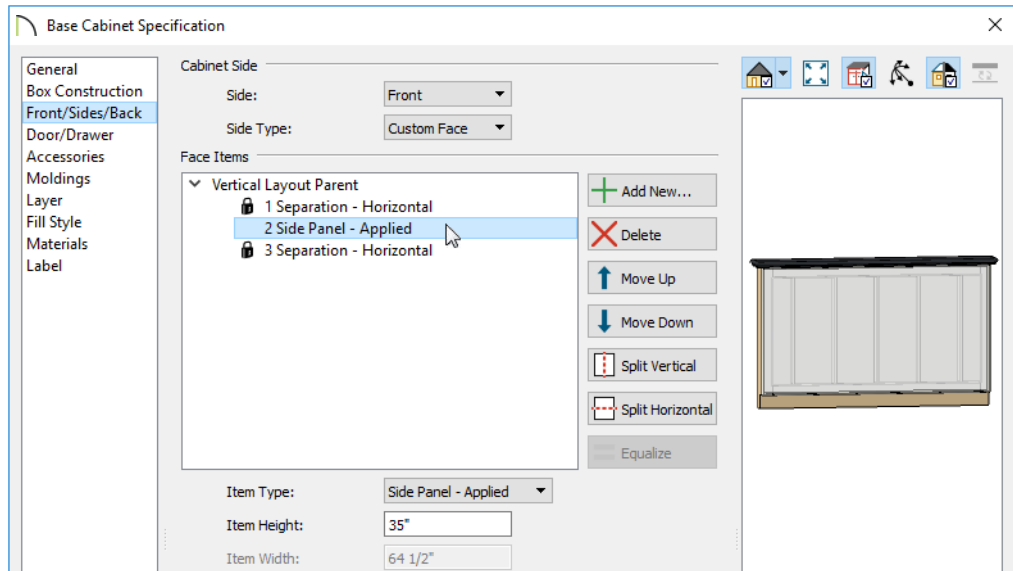 Base Cabinet Specification
General
Box Construction
Front/Sides/Back
Door/Drawer
Accessories
Moldings
Layer
Fill Style
Materials
Label
Cabinet Side
Side: Front
Side Type: Custom Face
Face Items
Vertical Layout Parent
1 Separation - Horizontal
2 Side Panel - Applied
3 Separation - Horizontal
Add New...
Delete
Move Up
Move Down
Split Vertical
Split Horizontal
Equalize
Item Type: Side Panel - Applied
Item Height: 35"
Item Width: 64 1/2"